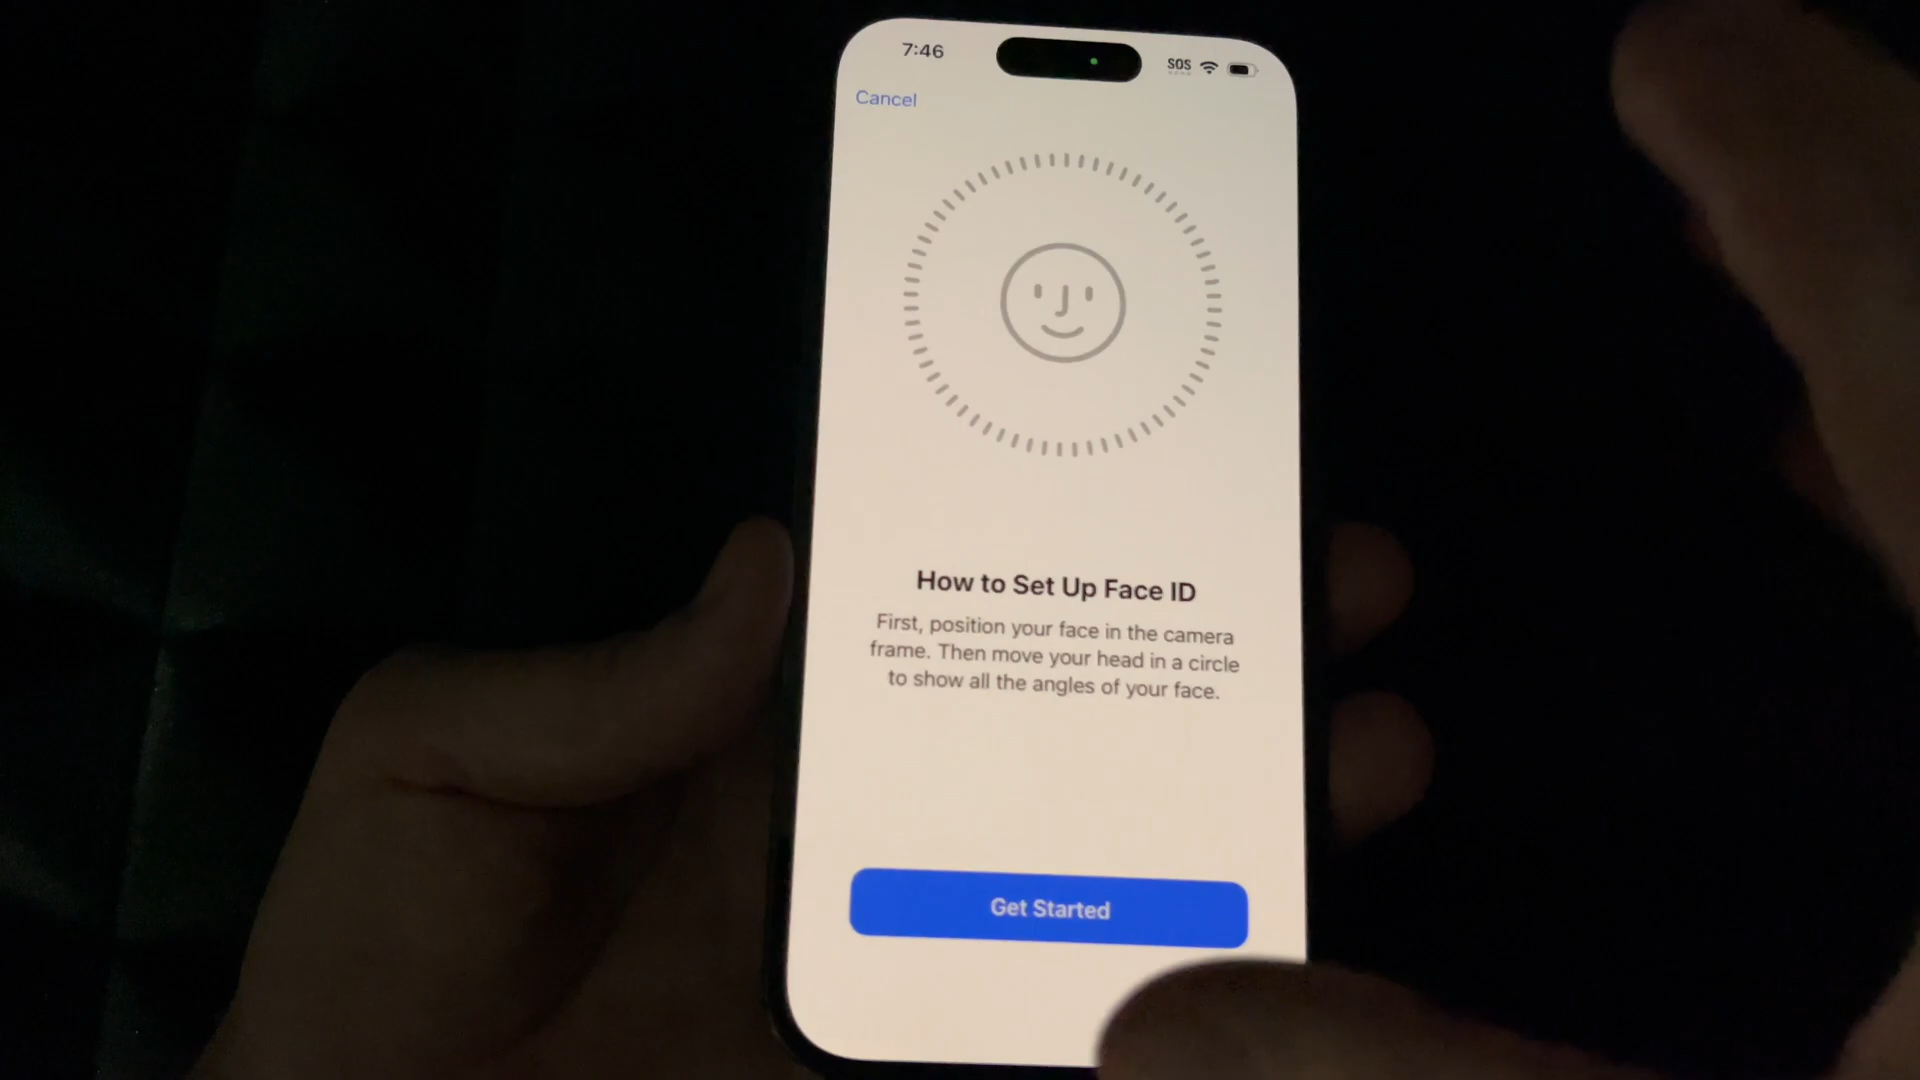 7:46
SOS
Cancel
How to Set Up Face ID
First, position your face in the camera
frame. Then move your head in a circle
to show all the angles of your face.
Get Started